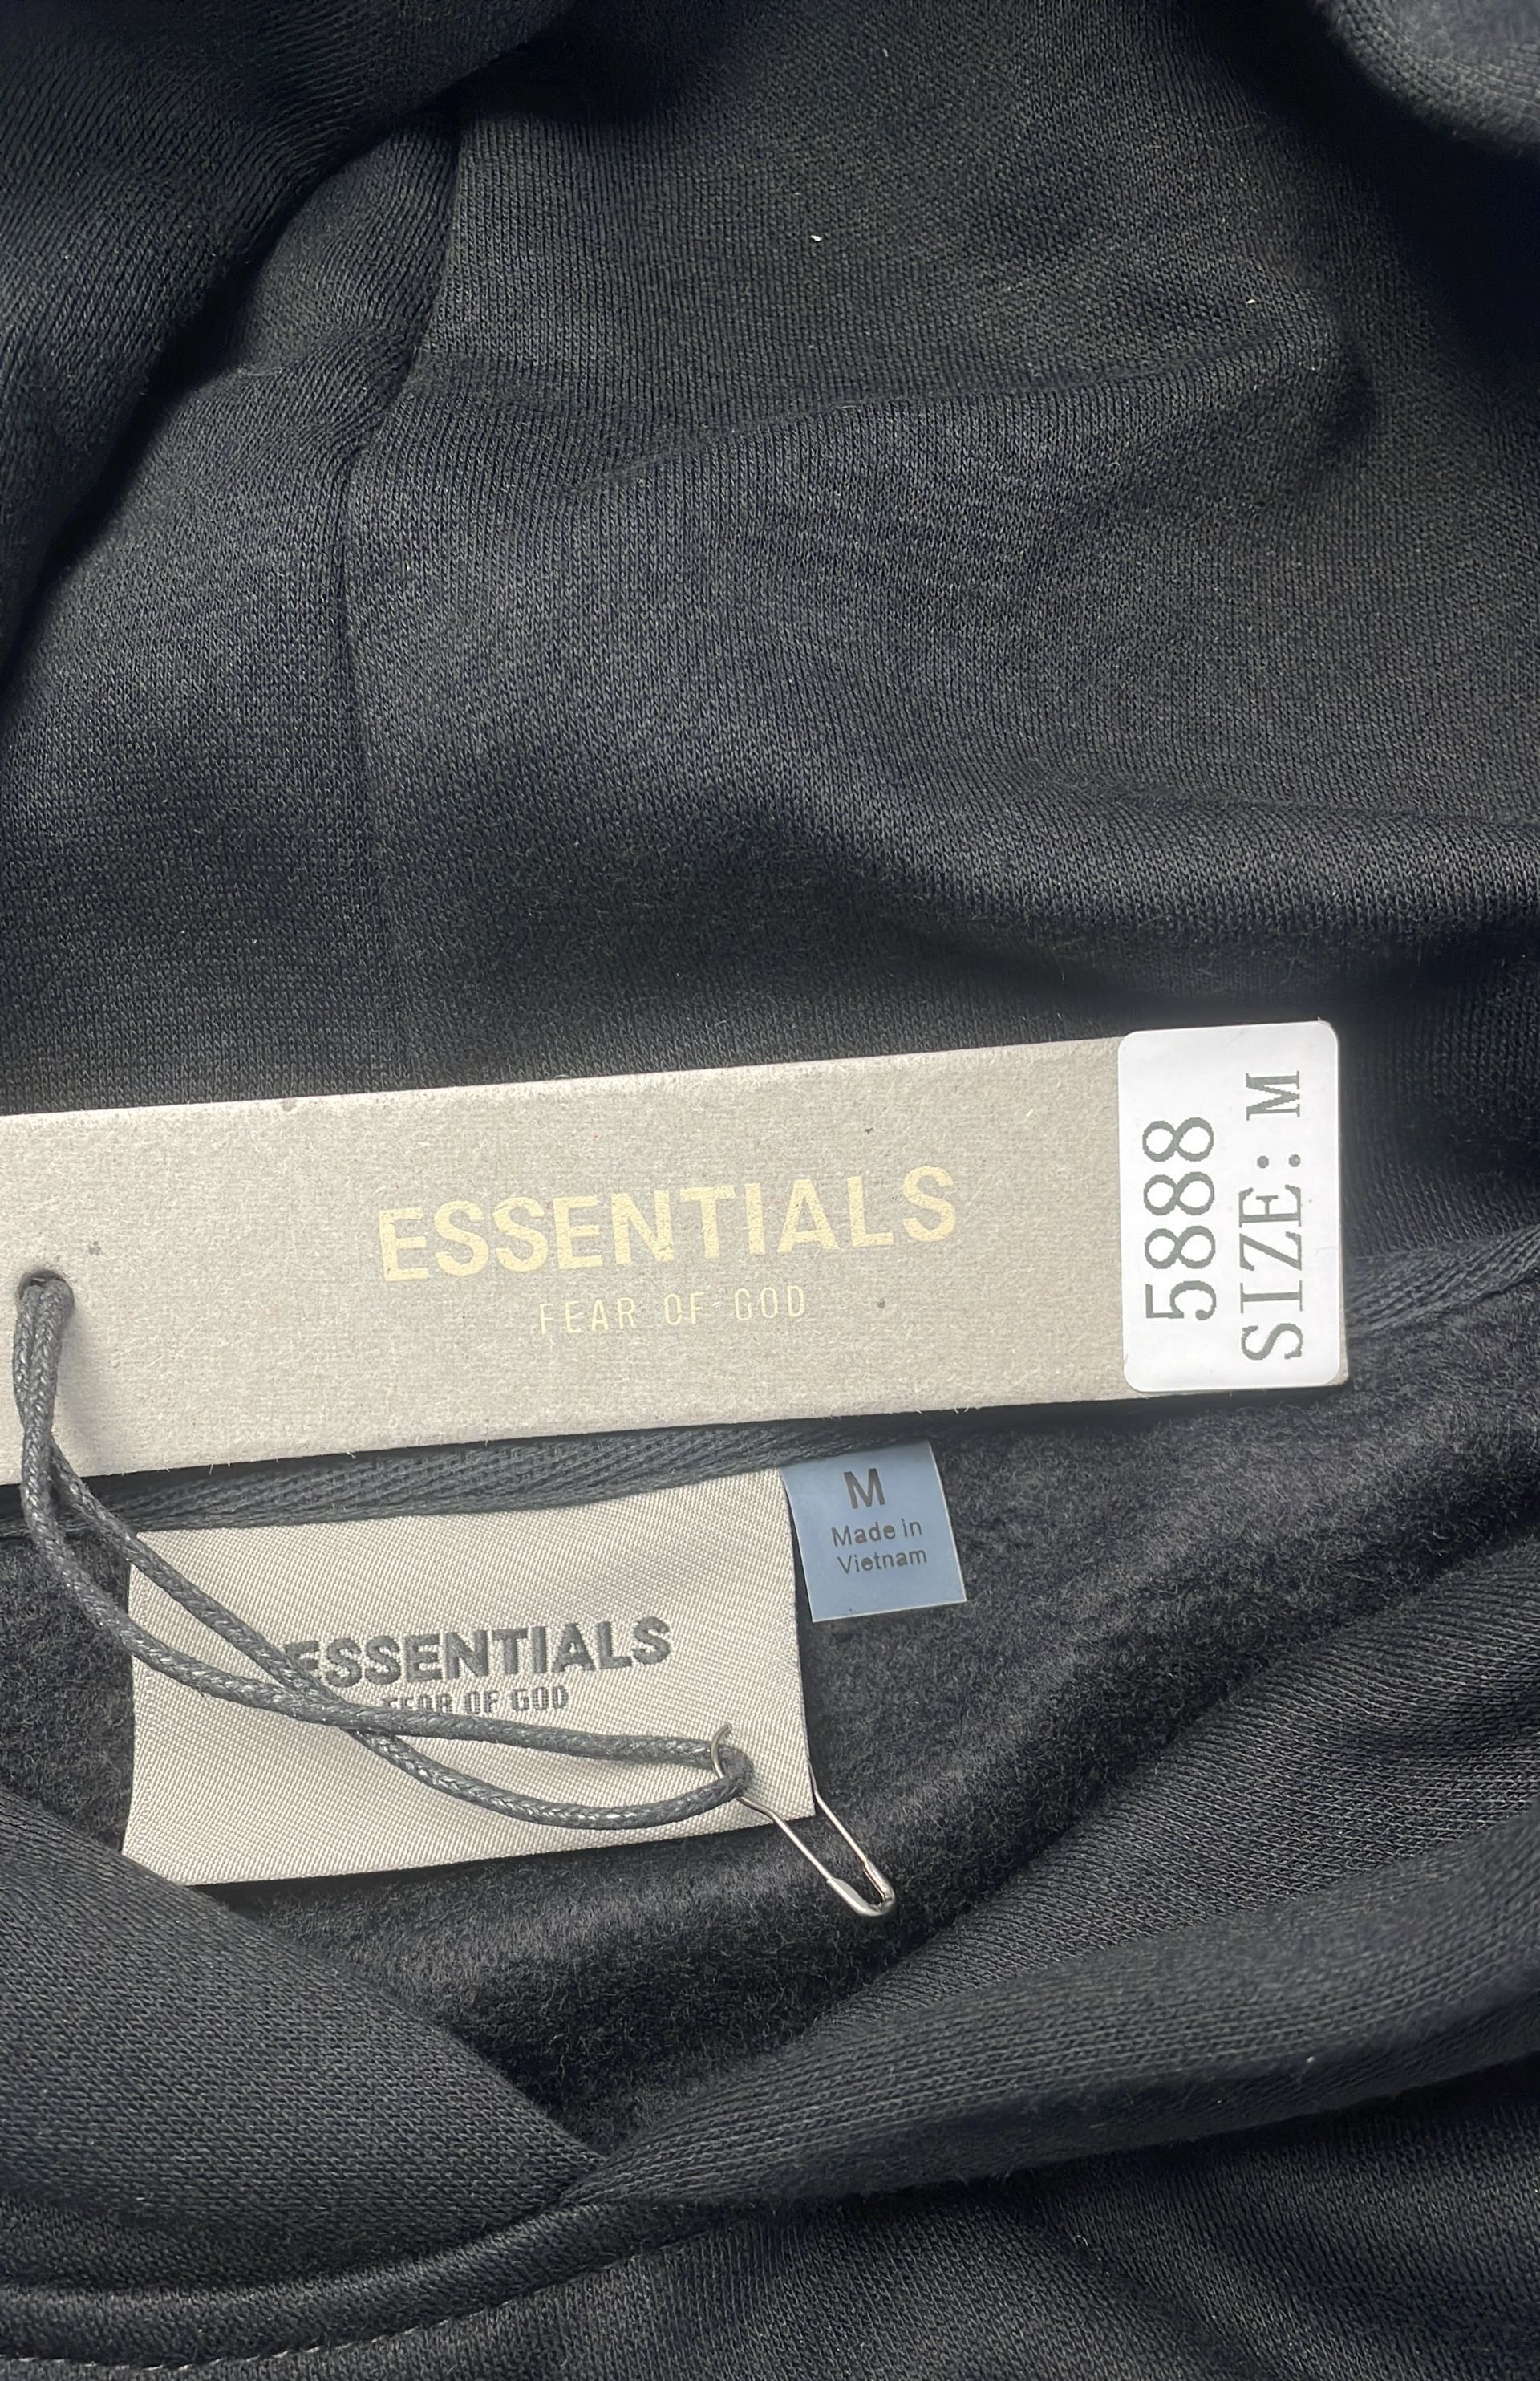 ESSENTIALS
FEAR OF GOD
5888
SIZE: M
M
Made in
Vietnam
ESSENTIALS
FEAR OF GOD